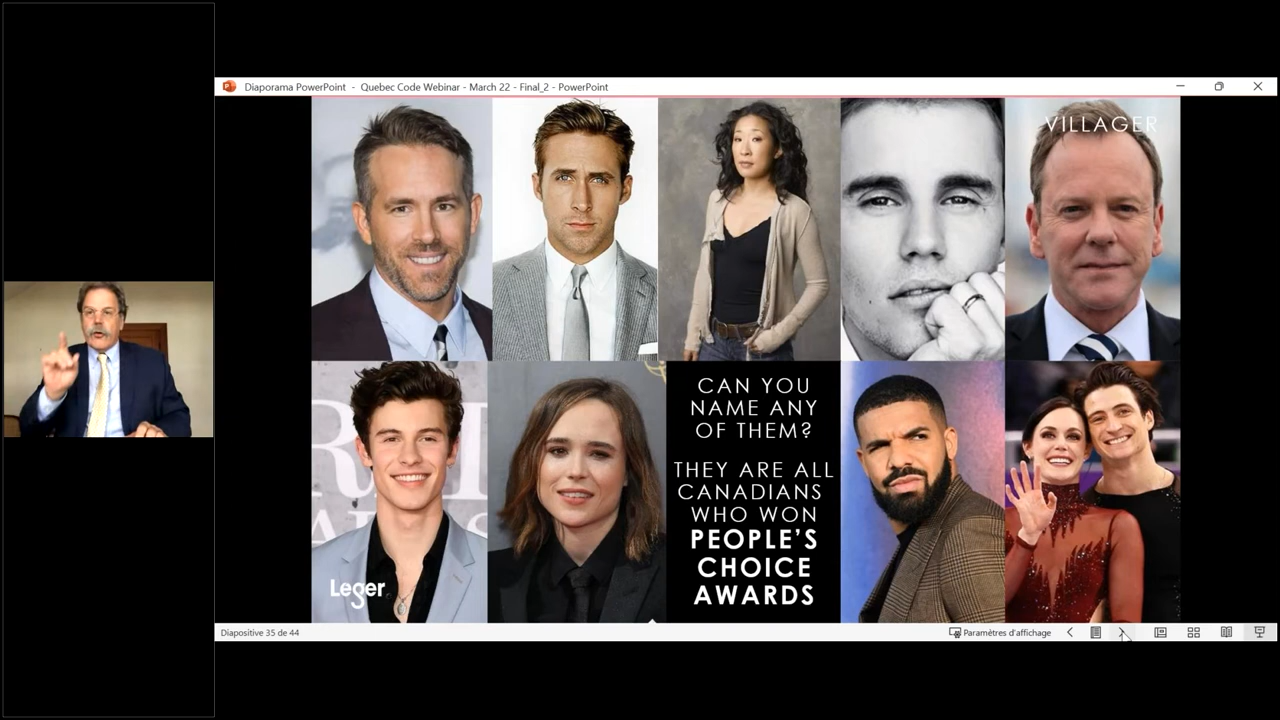 Diaporama PowerPoint - Quebec Code Webinar - March 22 - Final_2 - PowerPoint
VILLAGER
CAN YOU
NAME ANY
OF THEM?
THEY ARE ALL
CANADIANS
WHO WON
PEOPLE'S
CHOICE
AWARDS
Leger
Diapositive 35 de 44
Paramètres d'affichage